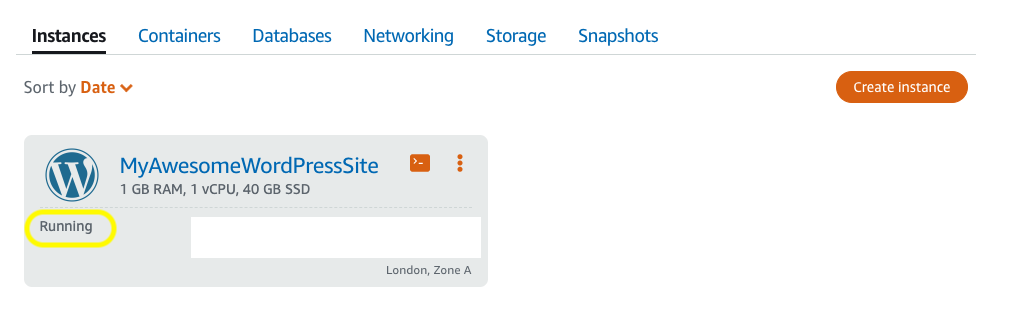 Instances Containers Databases Networking Storage Snapshots
Sort by Date
Create instance
MyAwesomeWordPressSite
1 GB RAM, 1 vCPU, 40 GB SSD
Running
London, Zone A